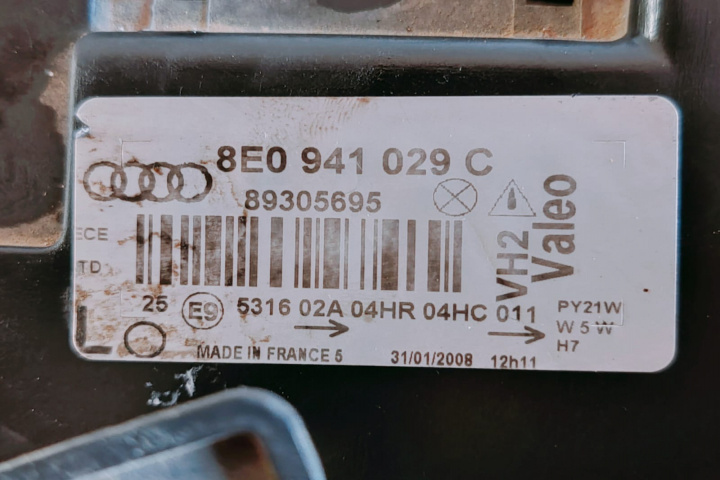 8E0 941 029 C
89305695
VH2
Valeo
ECE
TD
25 E9 5316 02A 04HR 04HC 011
PY21W
W 5 W
H7
L
MADE IN FRANCE 5 31/01/2008 12h11